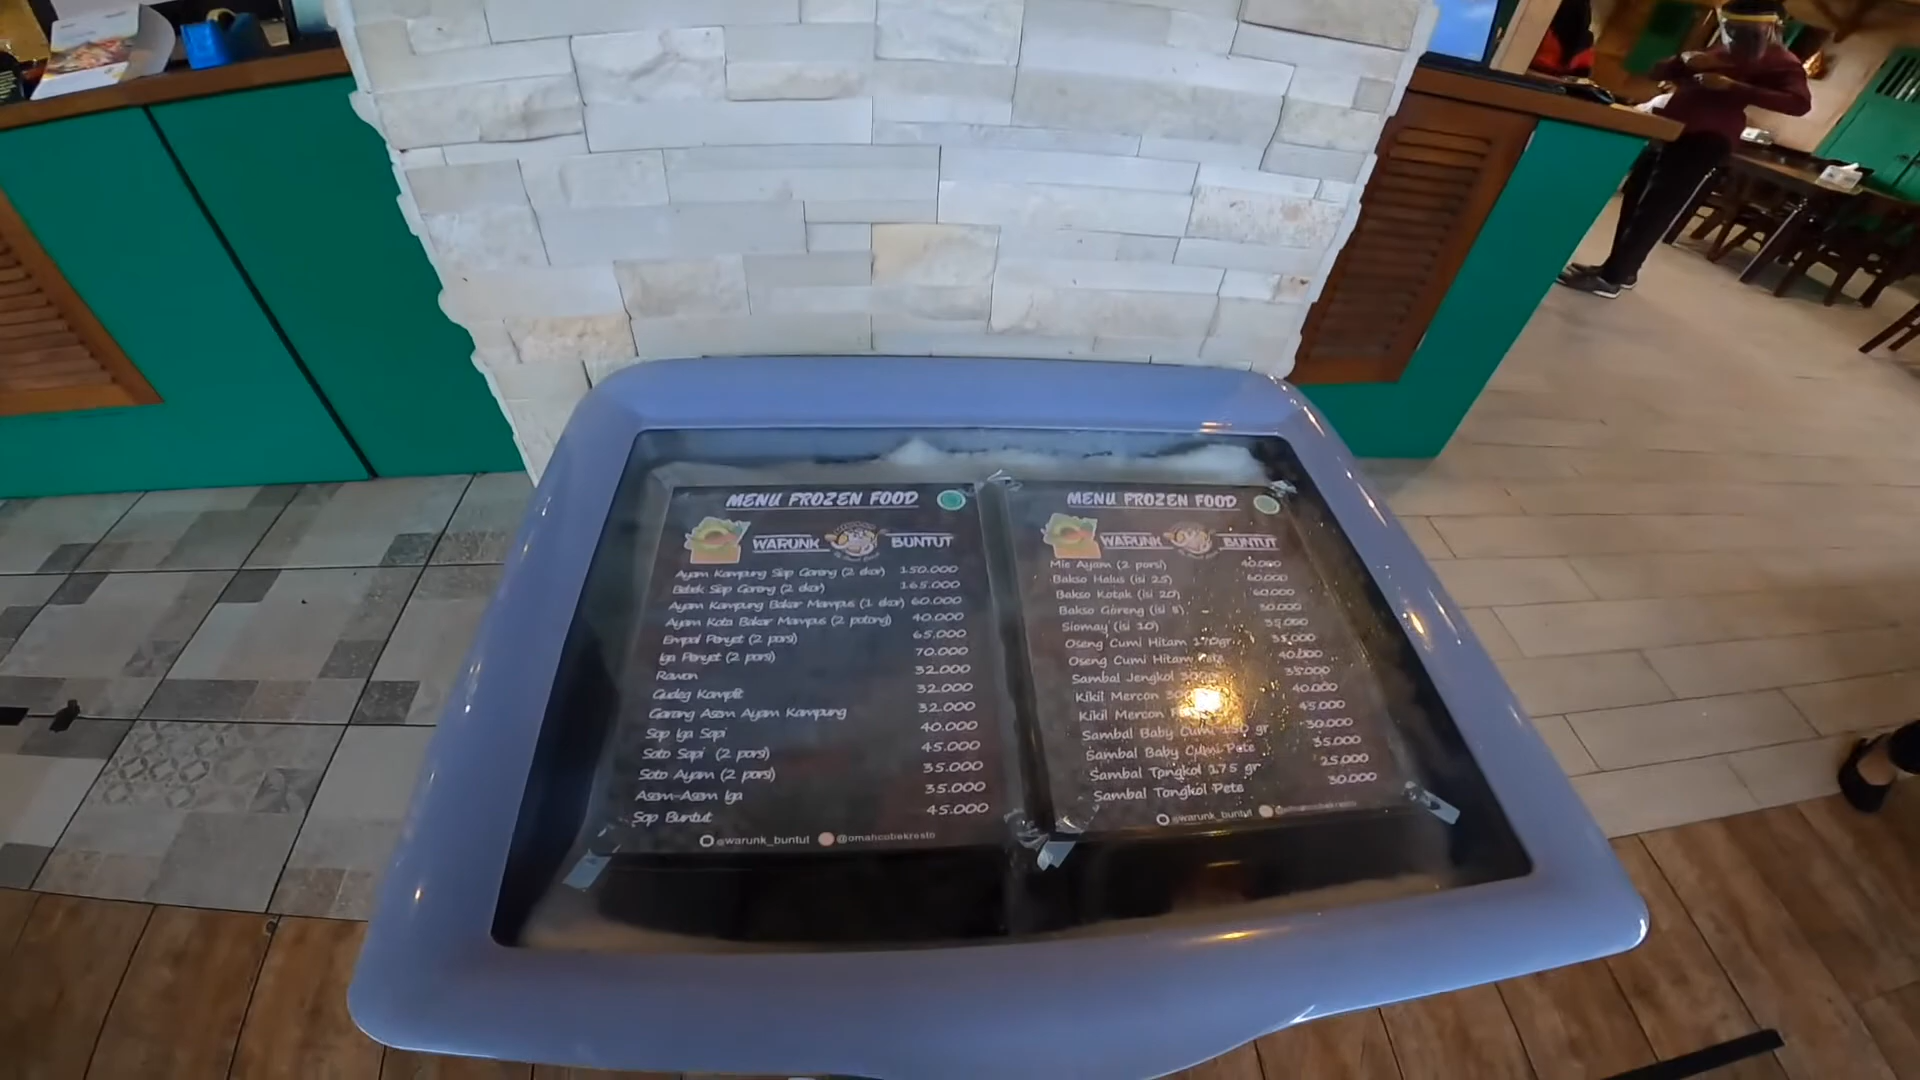 MENU FROZEN FOOD
WARUNK BUNTUT
Ayam Kampung Siap Goreng (2 ekor) 150.000
Bebek Siap Goreng (2 ekor) 165.000
Ayam Kampung Bakar Mampus (1 ekor) 60.000
Ayam Kota Bakar Mampus (2 potong) 40.000
Empal Penyet (2 porsi) 65.000
Iga Penyet (2 porsi) 70.000
Rawon 32.000
Gudeg Komplit 32.000
Garang Asem Ayam Kampung 32.000
Sop Iga Sapi 40.000
Soto Sapi (2 porsi) 45.000
Soto Ayam (2 porsi) 35.000
Asem-Asem Iga 35.000
Sop Buntut 45.000
@warunk_buntut @omahcobekresto
MENU FROZEN FOOD
WARUNK BUNTUT
Mie Ayam (2 porsi) 40.000
Bakso Halus (isi 25) 60.000
Bakso Kotak (isi 20) 60.000
Bakso Goreng (isi 8) 30.000
Siomay (isi 10) 35.000
Oseng Cumi Hitam 170gr 35.000
Oseng Cumi Hitam Pete 40.000
Sambal Jengkol 35.000
Kikil Mercon 40.000
Kikil Mercon 45.000
Sambal Baby Cumi gr 30.000
Sambal Baby Cumi Pete 35.000
Sambal Tongkol 175 gr 25.000
Sambal Tongkol Pete 30.000
@warunk_buntut @omahcobekresto